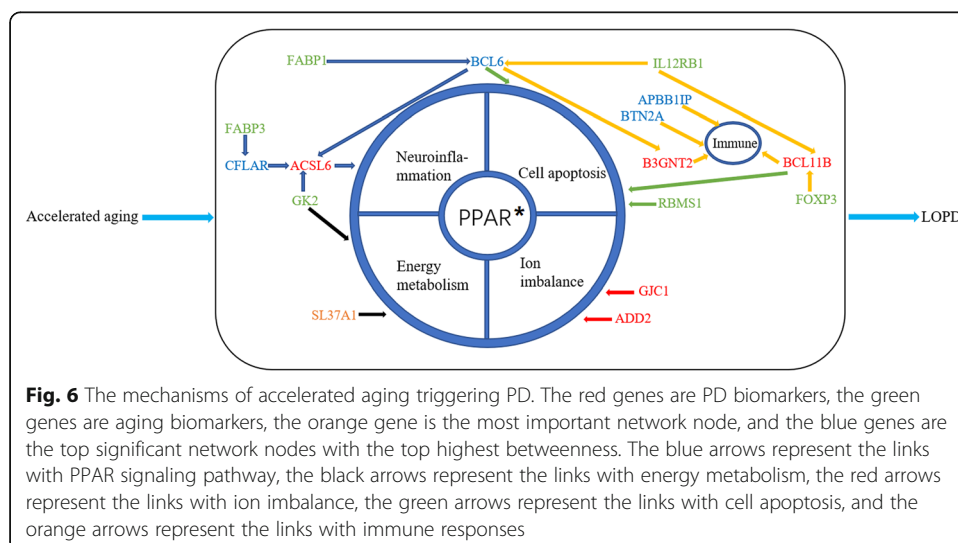 FABP1
BCL6
IL12RB1
APBB1IP
BTN2A
FABP3
Immune
Neuroinfla-
mmation
Cell apoptosis
CFLAR
ACSL6
B3GNT2
BCL11B
GK2
RBMS1
FOXP3
Accelerated aging
PPAR*
LOPD
Energy
metabolism
Ion
imbalance
GJC1
SL37A1
ADD2
Fig. 6 The mechanisms of accelerated aging triggering PD. The red genes are PD biomarkers, the green
genes are aging biomarkers, the orange gene is the most important network node, and the blue genes are
the top significant network nodes with the top highest betweenness. The blue arrows represent the links
with PPAR signaling pathway, the black arrows represent the links with energy metabolism, the red arrows
represent the links with ion imbalance, the green arrows represent the links with cell apoptosis, and the
orange arrows represent the links with immune responses